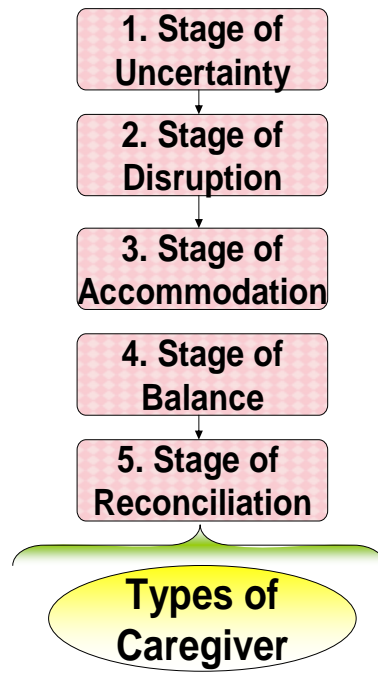 1. Stage of
Uncertainty
2. Stage of
Disruption
3. Stage of
Accommodation
4. Stage of
Balance
5. Stage of
Reconciliation
Types of
Caregiver